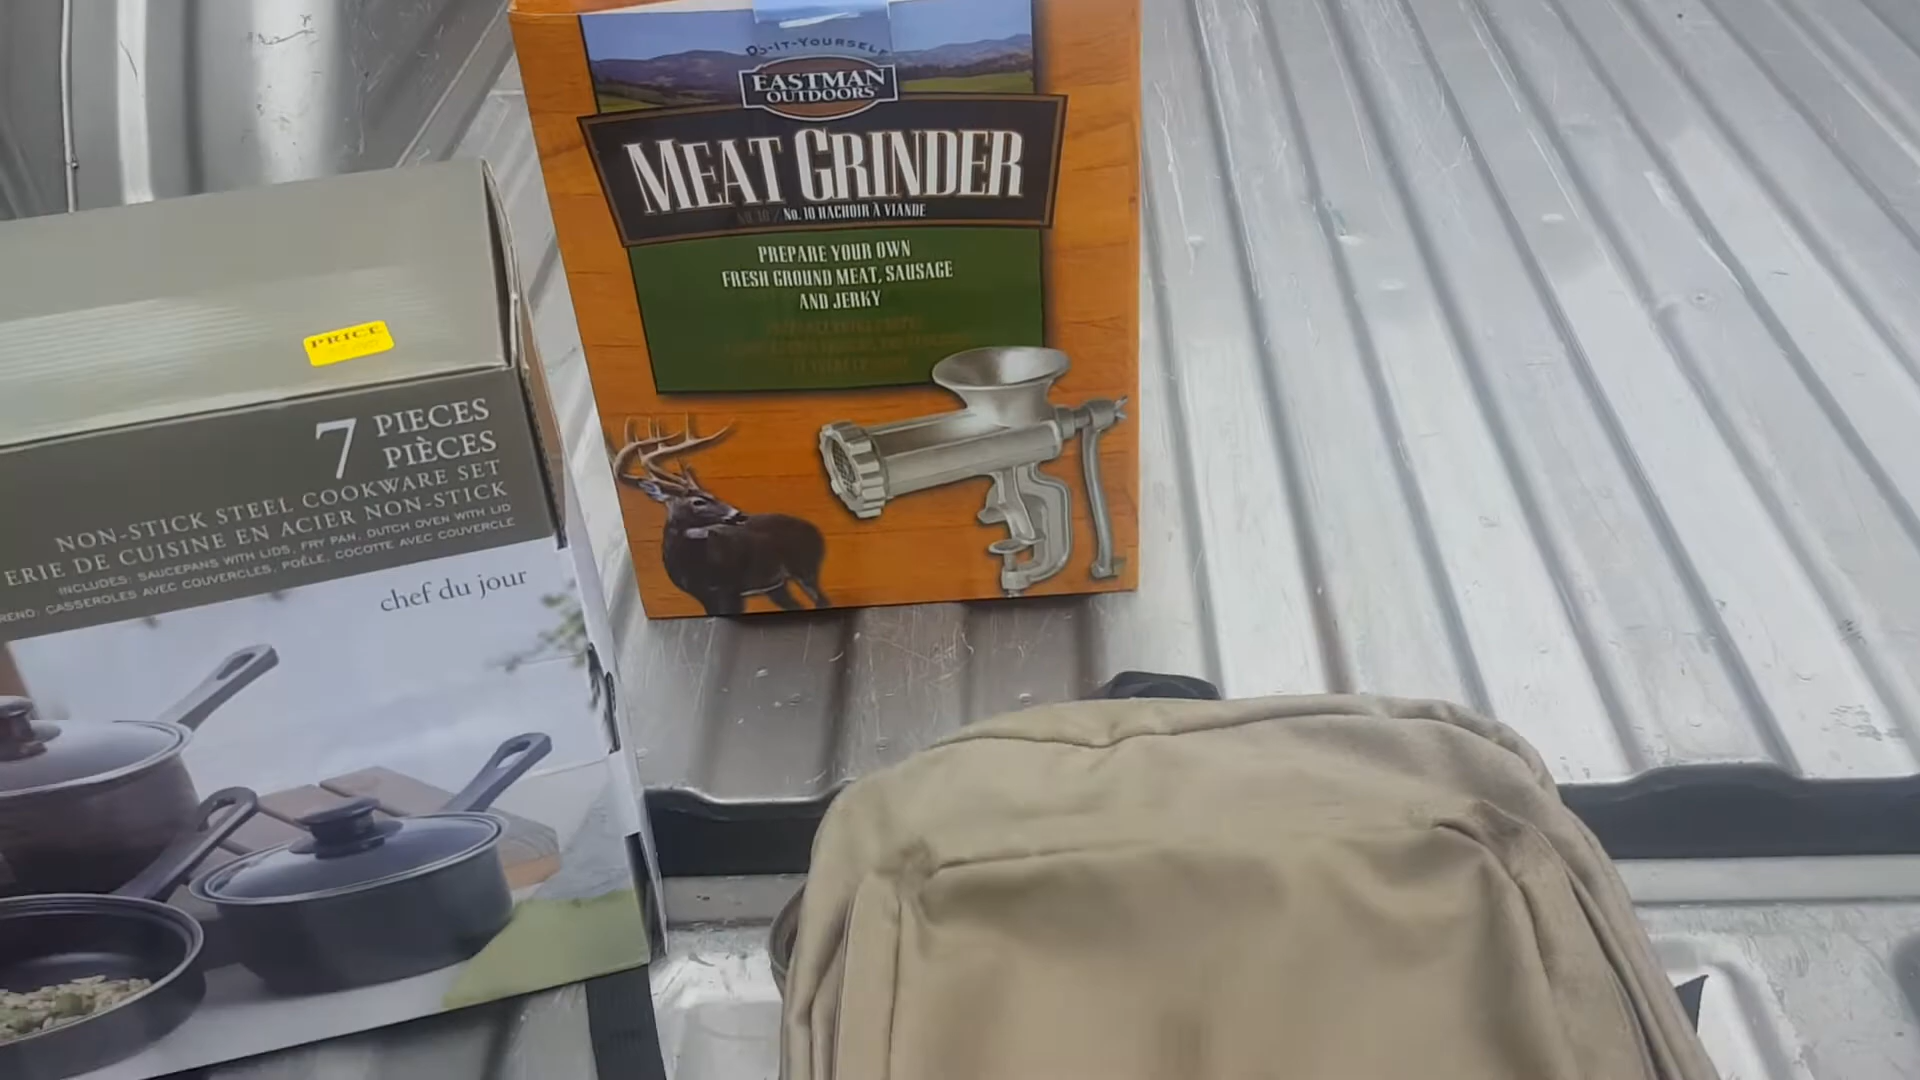 DO-IT-YOURSELF
EASTMAN
OUTDOORS
MEAT GRINDER
No. 10 HACHOIR À VIANDE
PREPARE YOUR OWN
FRESH GROUND MEAT, SAUSAGE
AND JERKY
PRICE
7 PIECES
PIÈCES
NON-STICK STEEL COOKWARE SET
ERIE DE CUISINE EN ACIER NON-STICK
INCLUDES: SAUCEPANS WITH LIDS, FRY PAN, DUTCH OVEN WITH LID
REND: CASSEROLES AVEC COUVERCLES, POÊLE, COCOTTE AVEC COUVERCLE
chef du jour